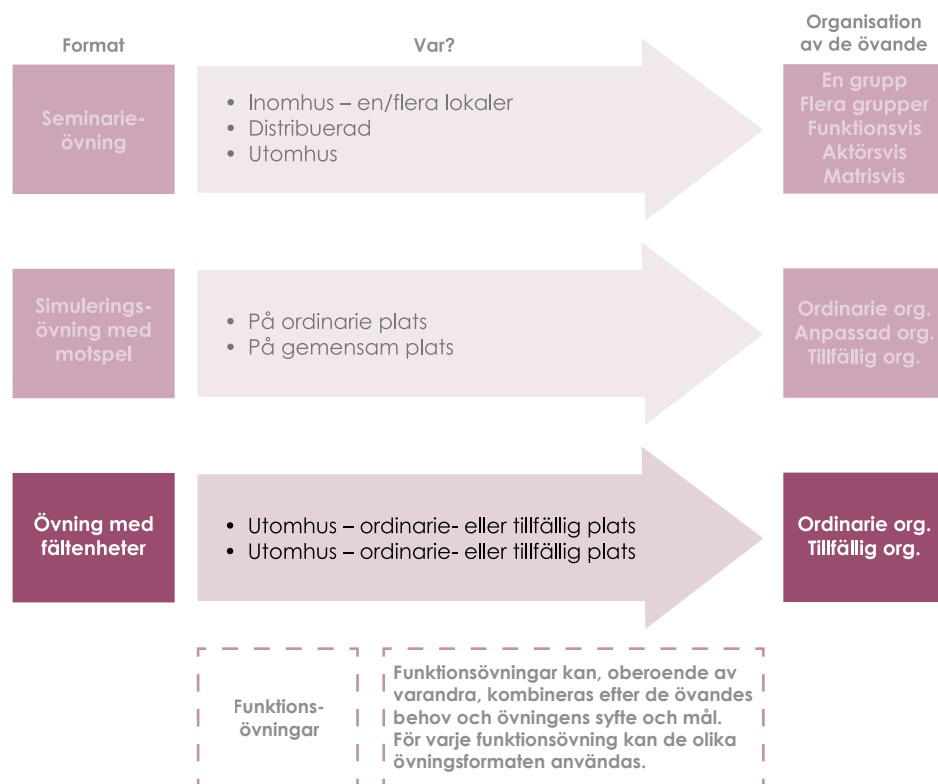 Format
Var?
Organisation
av de övande
Seminarie-
övning
• Inomhus – en/flera lokaler
• Distribuerad
• Utomhus
En grupp
Flera grupper
Funktionsvis
Aktörsvis
Matrisvis
Simulerings-
övning med
motspel
• På ordinarie plats
• På gemensam plats
Ordinarie org.
Anpassad org.
Tillfällig org.
Övning med
fältenheter
• Utomhus – ordinarie- eller tillfällig plats
• Utomhus – ordinarie- eller tillfällig plats
Ordinarie org.
Tillfällig org.
Funktions-
övningar
Funktionsövningar kan, oberoende av
varandra, kombineras efter de övandes
behov och övningens syfte och mål.
För varje funktionsövning kan de olika
övningsformaten användas.